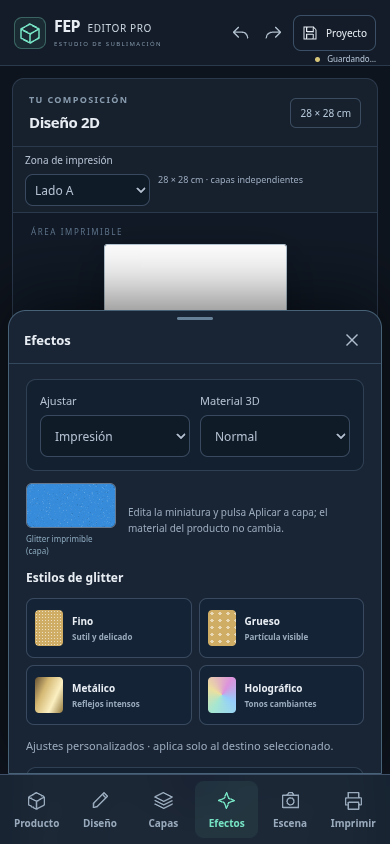 FEP EDITOR PRO
ESTUDIO DE SUBLIMACIÓN
Proyecto
Guardando...
TU COMPOSICIÓN
Diseño 2D
28 × 28 cm
Zona de impresión
Lado A
28 × 28 cm · capas independientes
ÁREA IMPRIMIBLE
Efectos
Ajustar
Material 3D
Impresión
Normal
Glitter imprimible
(capa)
Edita la miniatura y pulsa Aplicar a capa; el
material del producto no cambia.
Estilos de glitter
Fino
Sutil y delicado
Grueso
Partícula visible
Metálico
Reflejos intensos
Holográfico
Tonos cambiantes
Ajustes personalizados · aplica solo al destino seleccionado.
Producto
Diseño
Capas
Efectos
Escena
Imprimir